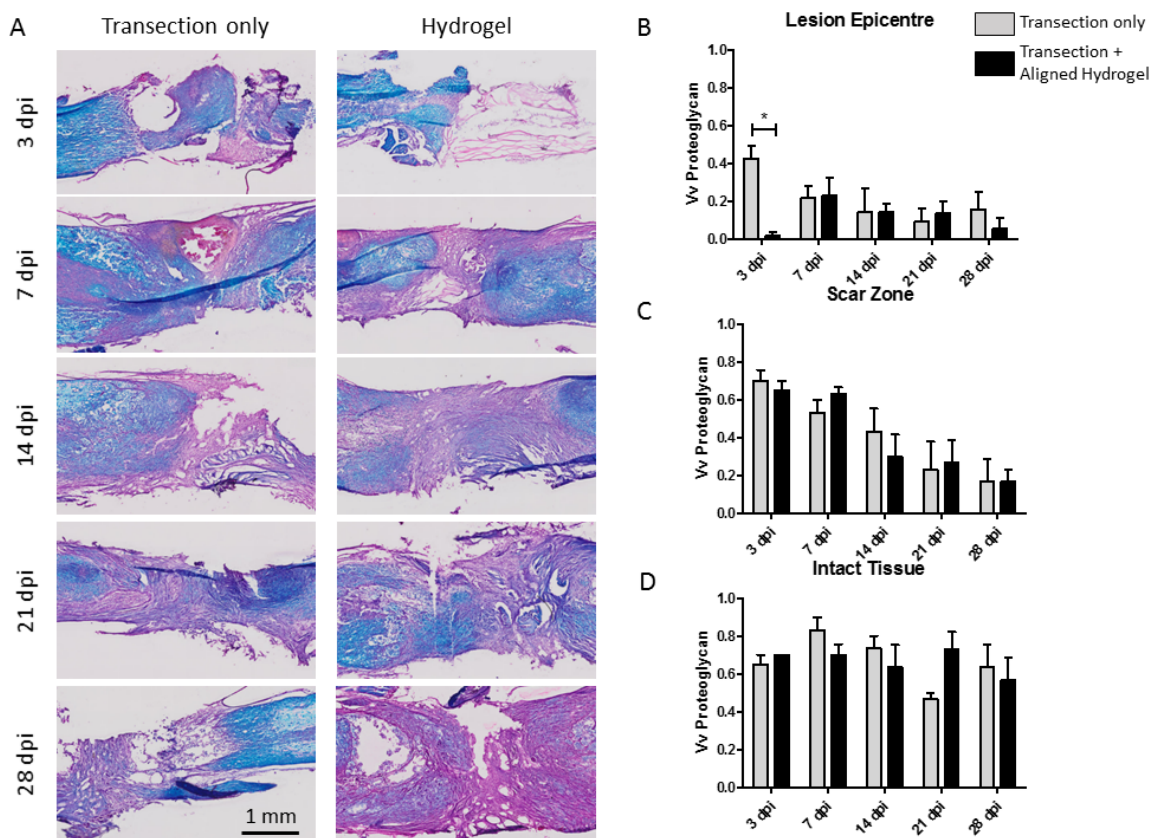 A
Transection only
Hydrogel
3 dpi
7 dpi
14 dpi
21 dpi
28 dpi
1 mm
B
Lesion Epicentre
Transection only
Transection +
Aligned Hydrogel
Vv Proteoglycan
1.0
0.8
0.6
0.4
0.2
0.0
*
3 dpi
7 dpi
14 dpi
21 dpi
28 dpi
C
Scar Zone
Vv Proteoglycan
1.0
0.8
0.6
0.4
0.2
0.0
3 dpi
7 dpi
14 dpi
21 dpi
28 dpi
D
Intact Tissue
Vv Proteoglycan
1.0
0.8
0.6
0.4
0.2
0.0
3 dpi
7 dpi
14 dpi
21 dpi
28 dpi